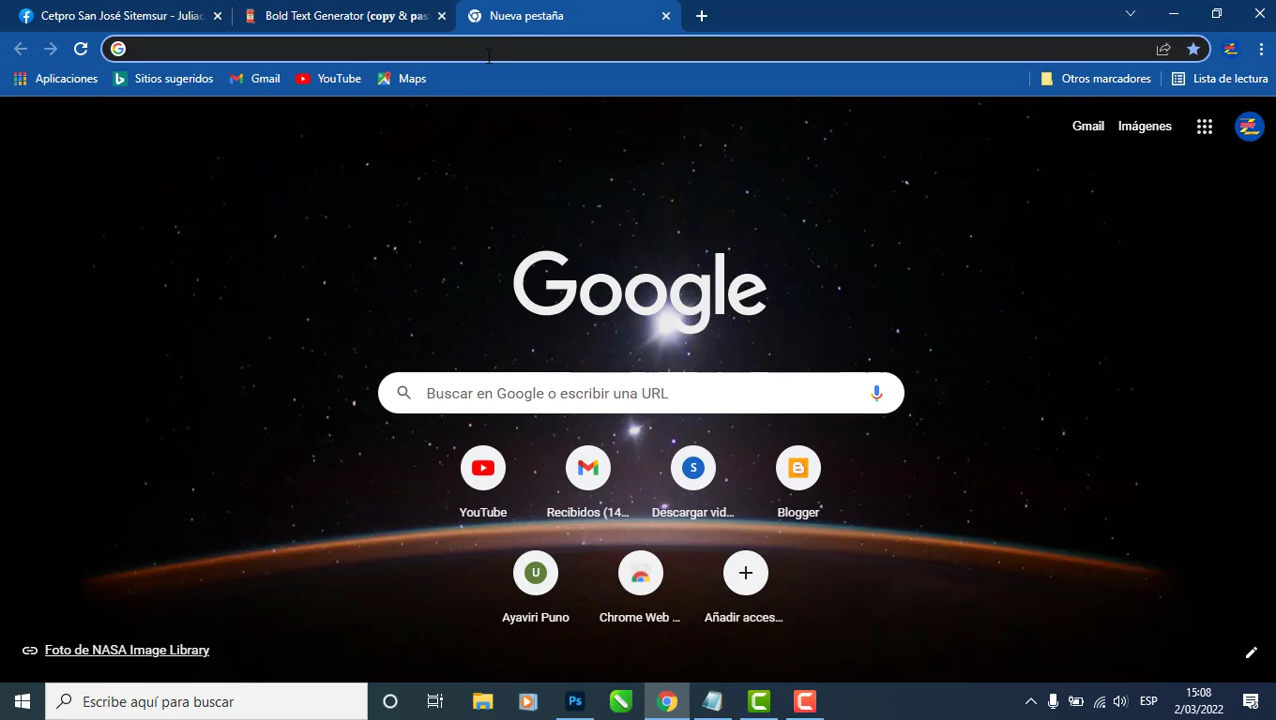 Cetpro San José Sitemsur - Juliac
Bold Text Generator (copy & pas
Nueva pestaña
Aplicaciones
Sitios sugeridos
Gmail
YouTube
Maps
Otros marcadores
Lista de lectura
Gmail
Imágenes
Google
Buscar en Google o escribir una URL
S
YouTube
Recibidos (14...
Descargar vid...
Blogger
U
Ayaviri Puno
Chrome Web ...
Añadir acces...
Foto de NASA Image Library
Escribe aquí para buscar
Ps
ESP
15:08
2/03/2022